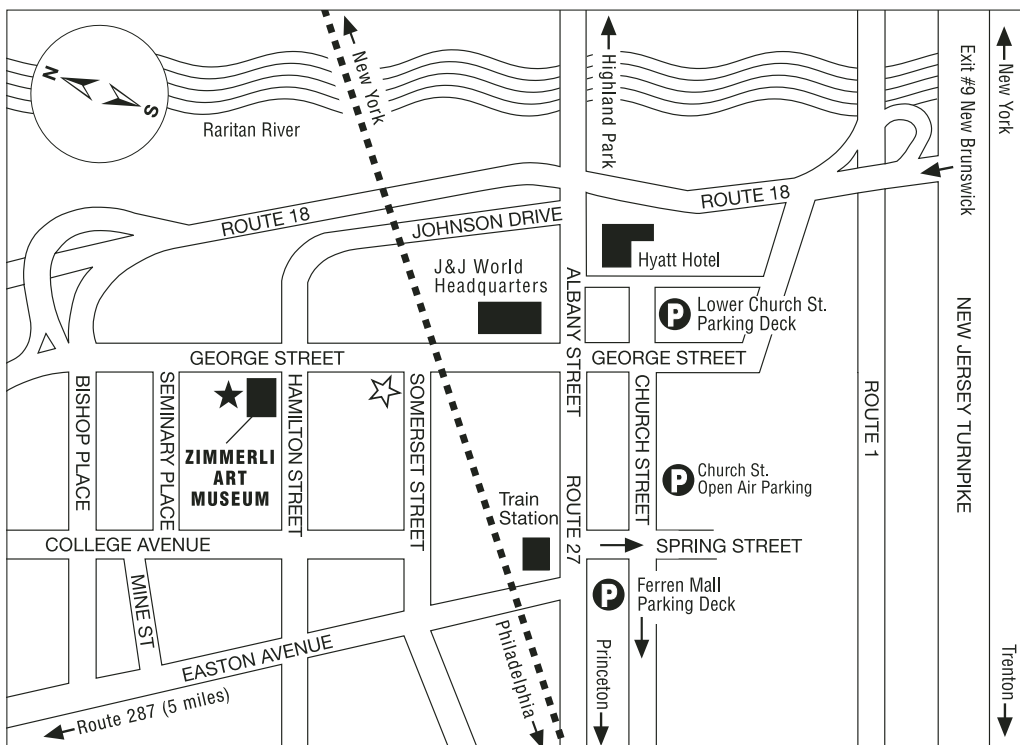 N
S
Raritan River
New York
Highland Park
Exit #9 New Brunswick
New York
ROUTE 18
JOHNSON DRIVE
ROUTE 18
J&J World
Headquarters
Hyatt Hotel
P
Lower Church St.
Parking Deck
ALBANY STREET
GEORGE STREET
GEORGE STREET
BISHOP PLACE
SEMINARY PLACE
HAMILTON STREET
SOMERSET STREET
CHURCH STREET
ROUTE 1
NEW JERSEY TURNPIKE
ZIMMERLI
ART
MUSEUM
P
Church St.
Open Air Parking
Train
Station
ROUTE 27
COLLEGE AVENUE
SPRING STREET
MINE ST
P
Ferren Mall
Parking Deck
EASTON AVENUE
Philadelphia
Princeton
Trenton
Route 287 (5 miles)